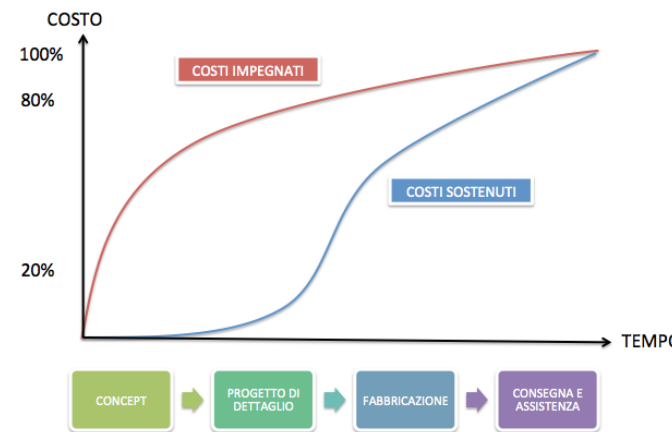 COSTO
100%
COSTI IMPEGNATI
80%
COSTI SOSTENUTI
20%
TEMPO
CONCEPT
PROGETTO DI
DETTAGLIO
FABBRICAZIONE
CONSEGNA E
ASSISTENZA